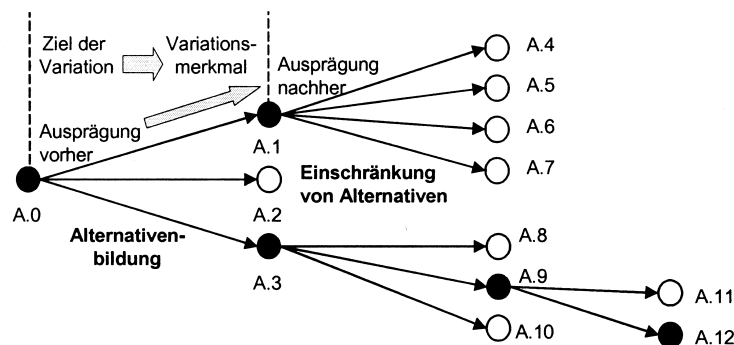 Ziel der
Variation
Variations-
merkmal
Ausprägung
nachher
Ausprägung
vorher
A.0
A.1
A.2
A.3
Alternativen-
bildung
Einschränkung
von Alternativen
A.4
A.5
A.6
A.7
A.8
A.9
A.10
A.11
A.12